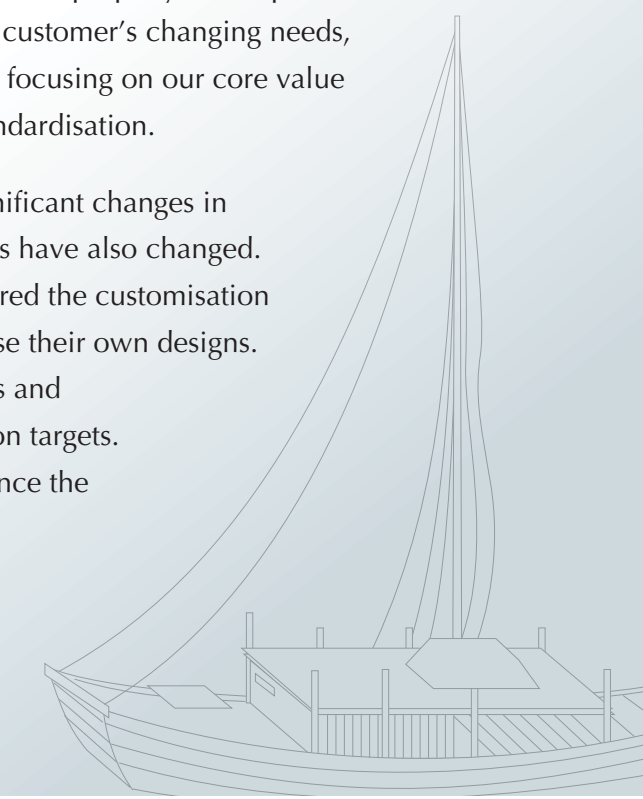 customer’s changing needs,
focusing on our core value
ndardisation.
nificant changes in
s have also changed.
red the customisation
se their own designs.
s and
on targets.
nce the